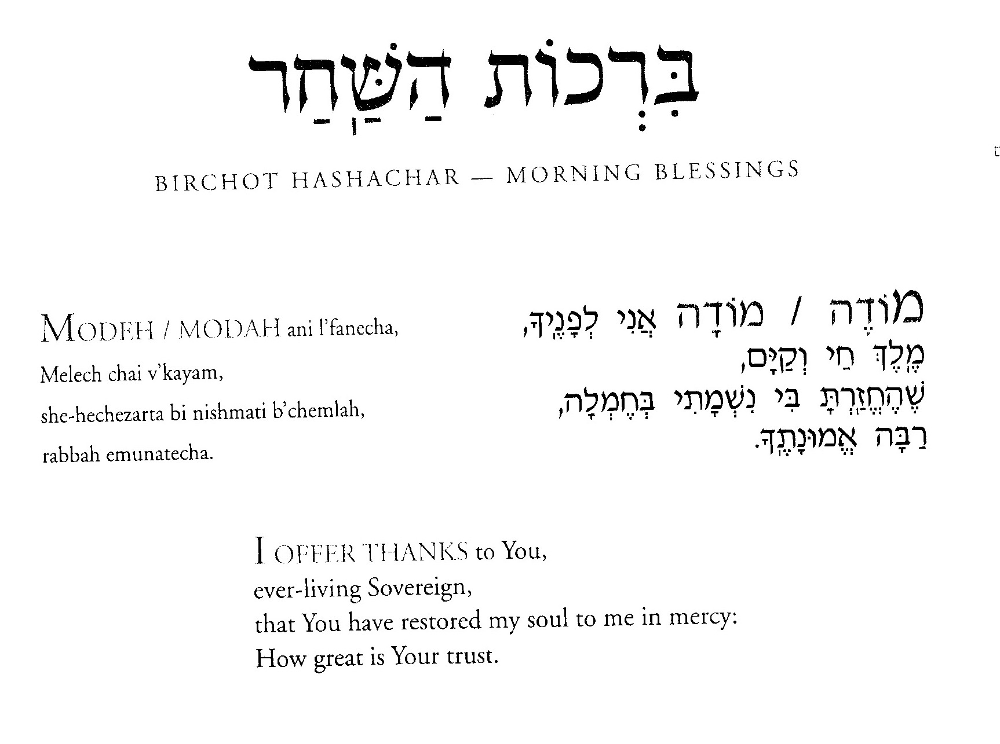 בִּרְכוֹת הַשַּׁחַר
BIRCHOT HASHACHAR — MORNING BLESSINGS
מוֹדֶה / מוֹדָה אֲנִי לְפָנֶֽיךָ,
מֶֽלֶךְ חַי וְקַיָּם,
שֶׁהֶחֱזַֽרְתָּ בִּי נִשְׁמָתִי בְּחֶמְלָה,
רַבָּה אֱמוּנָתֶֽךָ.
MODEH / MODAH ani l’fanecha,
Melech chai v’kayam,
she-hechezarta bi nishmati b’chemlah,
rabbah emunatecha.
I OFFER THANKS to You,
ever-living Sovereign,
that You have restored my soul to me in mercy:
How great is Your trust.